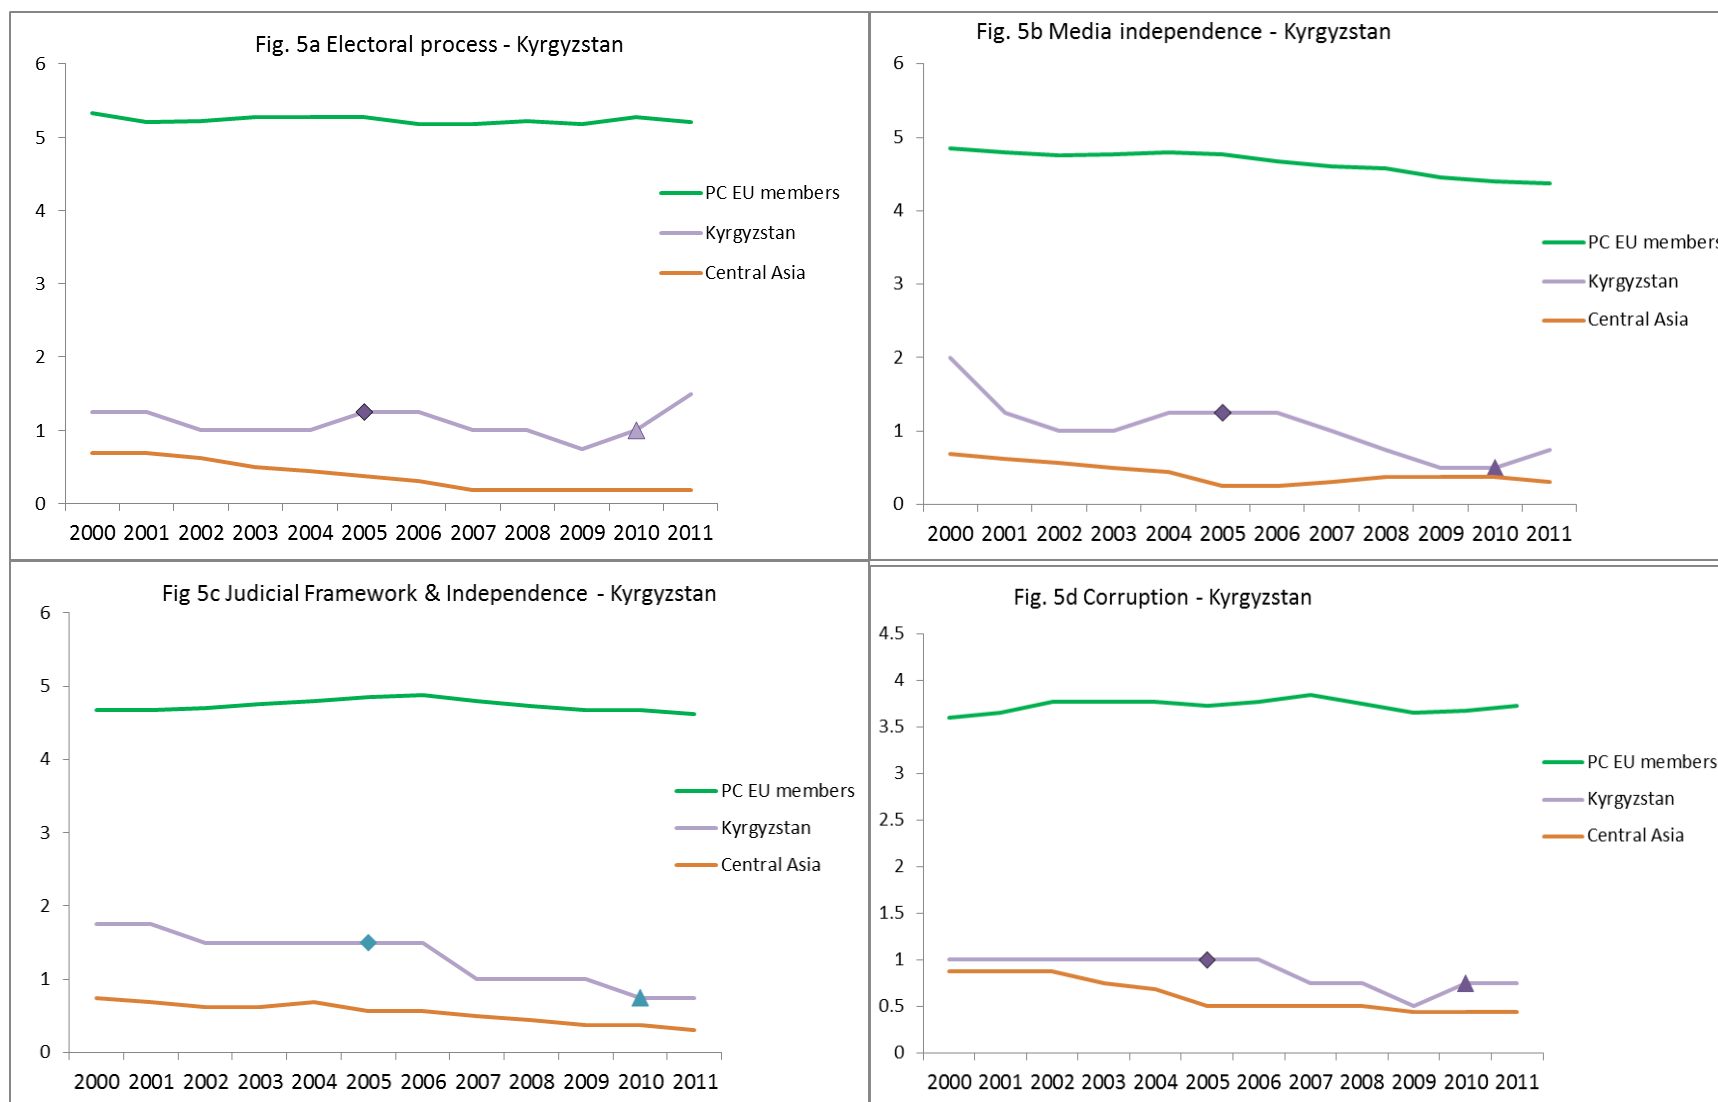 Fig. 5a Electoral process - Kyrgyzstan
6
5
4
3
2
1
0
2000 2001 2002 2003 2004 2005 2006 2007 2008 2009 2010 2011
PC EU members
Kyrgyzstan
Central Asia
Fig. 5b Media independence - Kyrgyzstan
6
5
4
3
2
1
0
2000 2001 2002 2003 2004 2005 2006 2007 2008 2009 2010 2011
PC EU members
Kyrgyzstan
Central Asia
Fig 5c Judicial Framework & Independence - Kyrgyzstan
6
5
4
3
2
1
0
2000 2001 2002 2003 2004 2005 2006 2007 2008 2009 2010 2011
PC EU members
Kyrgyzstan
Central Asia
Fig. 5d Corruption - Kyrgyzstan
4.5
4
3.5
3
2.5
2
1.5
1
0.5
0
2000 2001 2002 2003 2004 2005 2006 2007 2008 2009 2010 2011
PC EU members
Kyrgyzstan
Central Asia